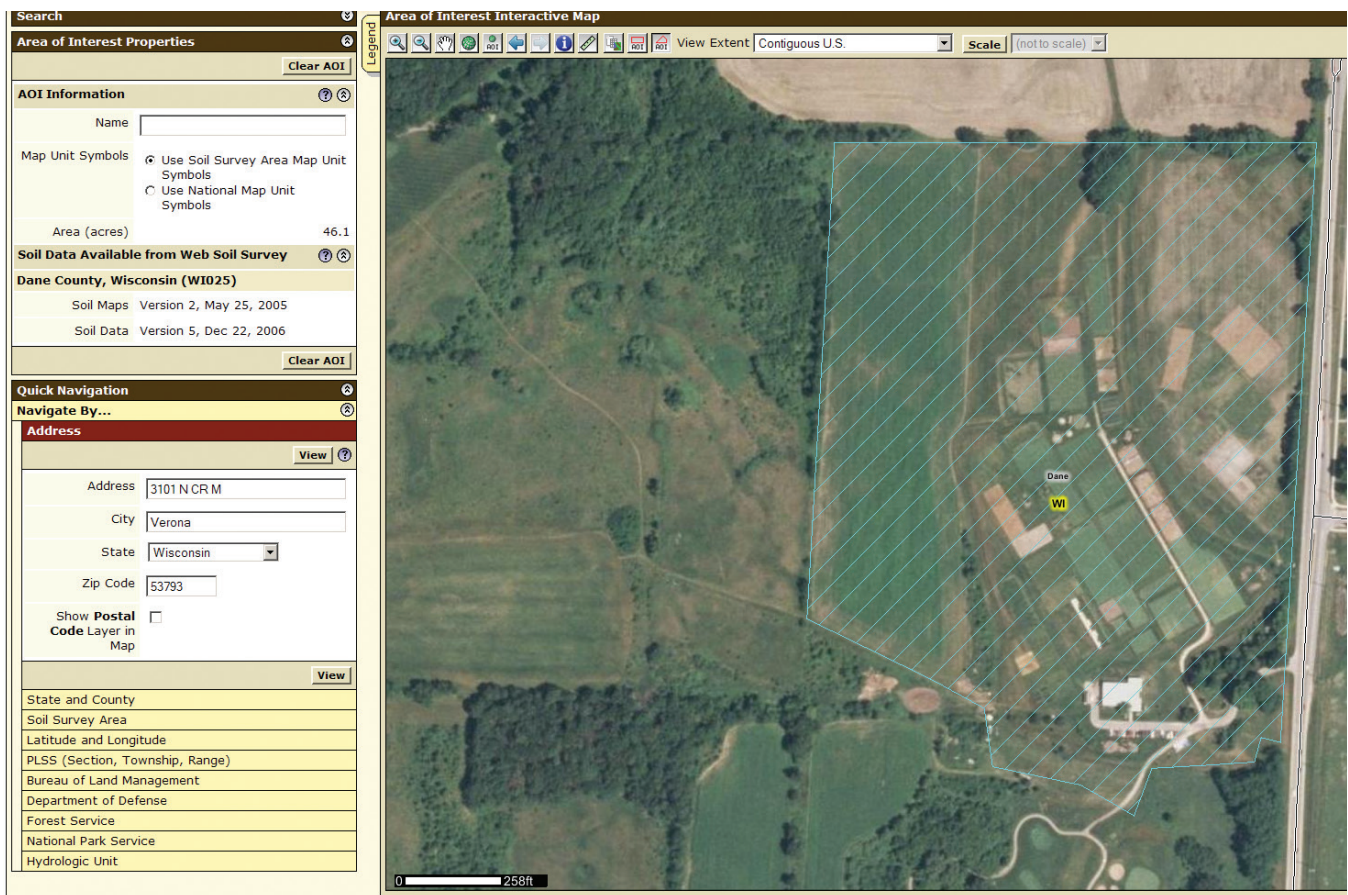 Search
Area of Interest Properties
Clear AOI
AOI Information
Name
Map Unit Symbols
Use Soil Survey Area Map Unit
Symbols
Use National Map Unit
Symbols
Area (acres) 46.1
Soil Data Available from Web Soil Survey
Dane County, Wisconsin (WI025)
Soil Maps Version 2, May 25, 2005
Soil Data Version 5, Dec 22, 2006
Clear AOI
Quick Navigation
Navigate By...
Address
View
Address 3101 N CR M
City Verona
State Wisconsin
Zip Code 53793
Show Postal
Code Layer in
Map
View
State and County
Soil Survey Area
Latitude and Longitude
PLSS (Section, Township, Range)
Bureau of Land Management
Department of Defense
Forest Service
National Park Service
Hydrologic Unit
Legend
Area of Interest Interactive Map
AOI AOI AOI View Extent Contiguous U.S. Scale (not to scale)
Dane
WI
0 258ft